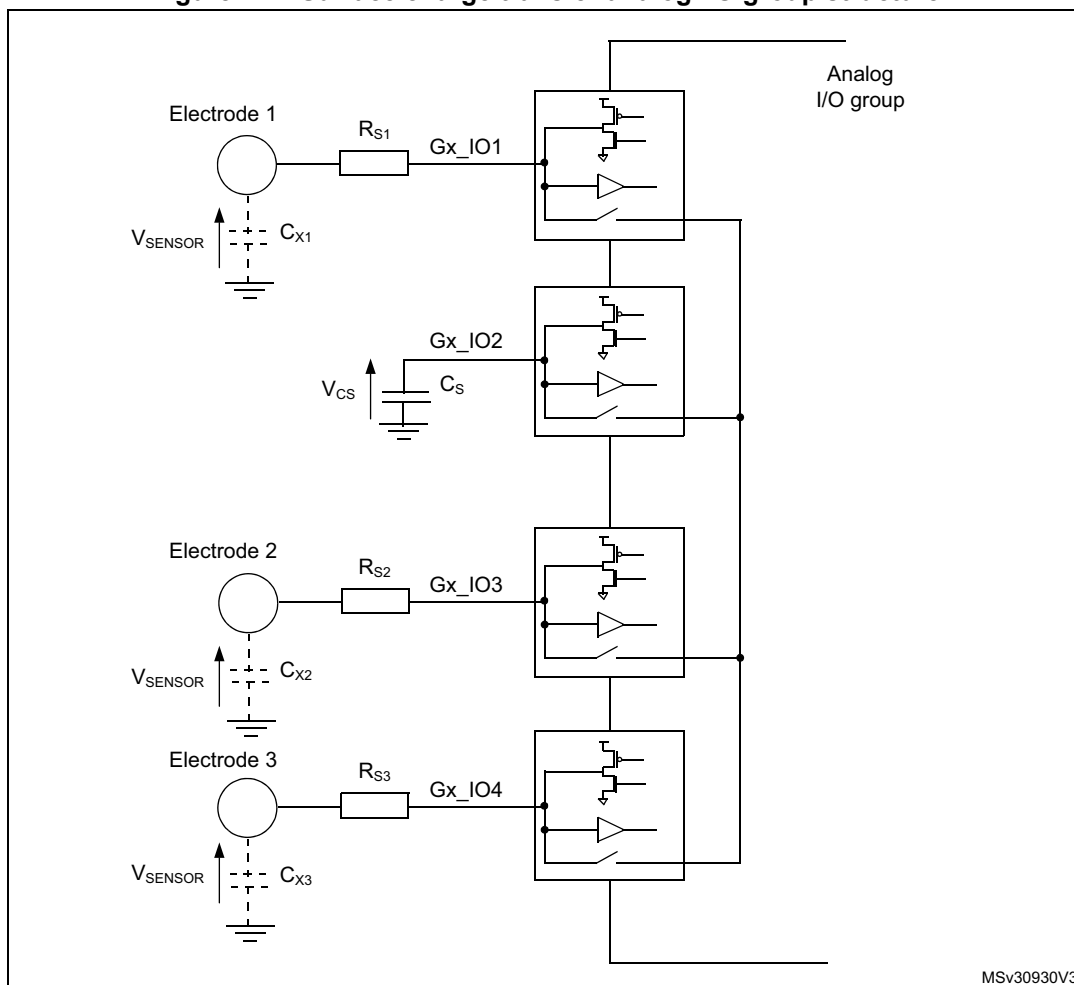 Analog
I/O group
Electrode 1
RS1
Gx_IO1
VSENSOR
CX1
Gx_IO2
VCS
CS
Electrode 2
RS2
Gx_IO3
VSENSOR
CX2
Electrode 3
RS3
Gx_IO4
VSENSOR
CX3
MSv30930V3